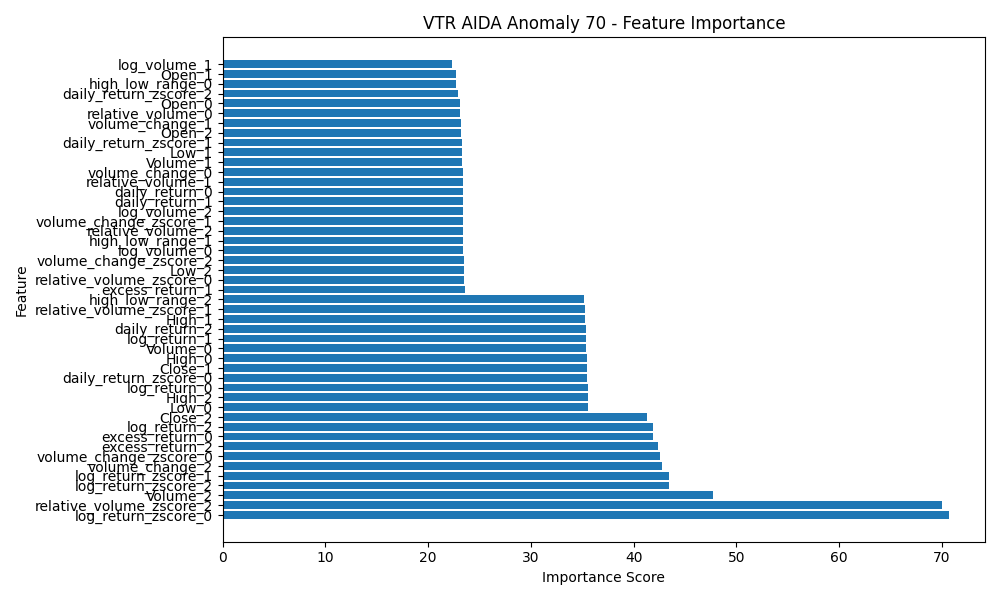 VTR AIDA Anomaly 70 - Feature Importance
log_volume_1
Open_1
high_low_range_0
daily_return_zscore_2
Open_0
relative_volume_0
volume_change_1
Open_2
daily_return_zscore_1
Low_1
Volume_1
volume_change_0
relative_volume_1
daily_return_0
daily_return_1
log_volume_2
volume_change_zscore_1
relative_volume_2
high_low_range_1
log_volume_0
volume_change_zscore_2
Low_2
relative_volume_zscore_0
excess_return_1
high_low_range_2
relative_volume_zscore_1
High_1
daily_return_2
log_return_1
Volume_0
High_0
Close_1
daily_return_zscore_0
log_return_0
High_2
Low_0
Close_2
log_return_2
excess_return_0
excess_return_2
volume_change_zscore_0
volume_change_2
log_return_zscore_1
log_return_zscore_2
Volume_2
relative_volume_zscore_2
log_return_zscore_0
Feature
0 10 20 30 40 50 60 70
Importance Score